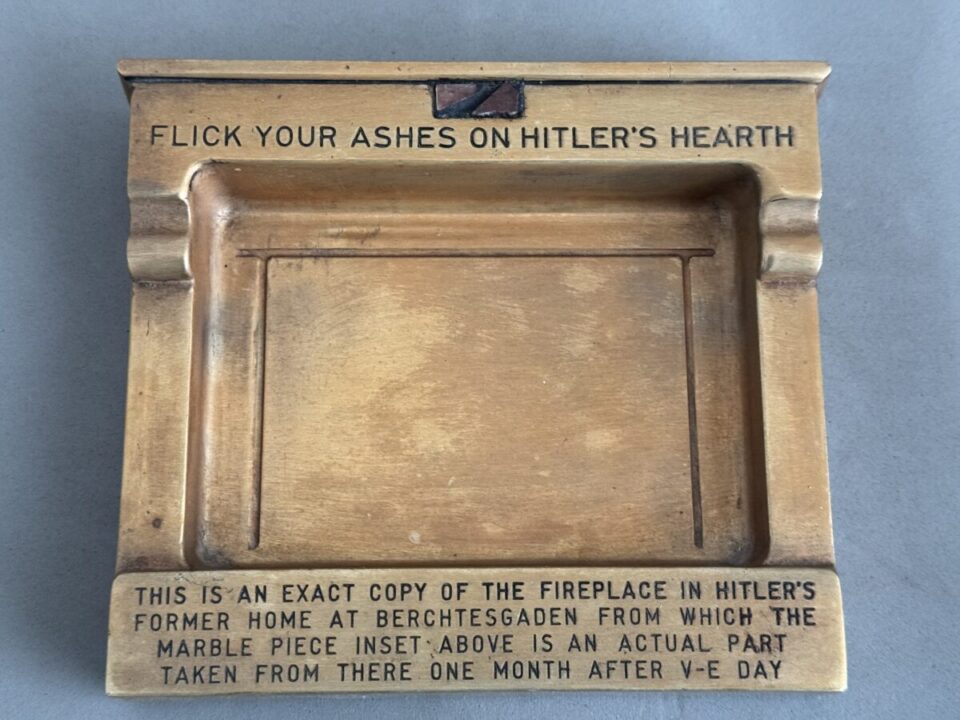 FLICK YOUR ASHES ON HITLER'S HEARTH
THIS IS AN EXACT COPY OF THE FIREPLACE IN HITLER'S
FORMER HOME AT BERCHTESGADEN FROM WHICH THE
MARBLE PIECE INSET ABOVE IS AN ACTUAL PART
TAKEN FROM THERE ONE MONTH AFTER V-E DAY